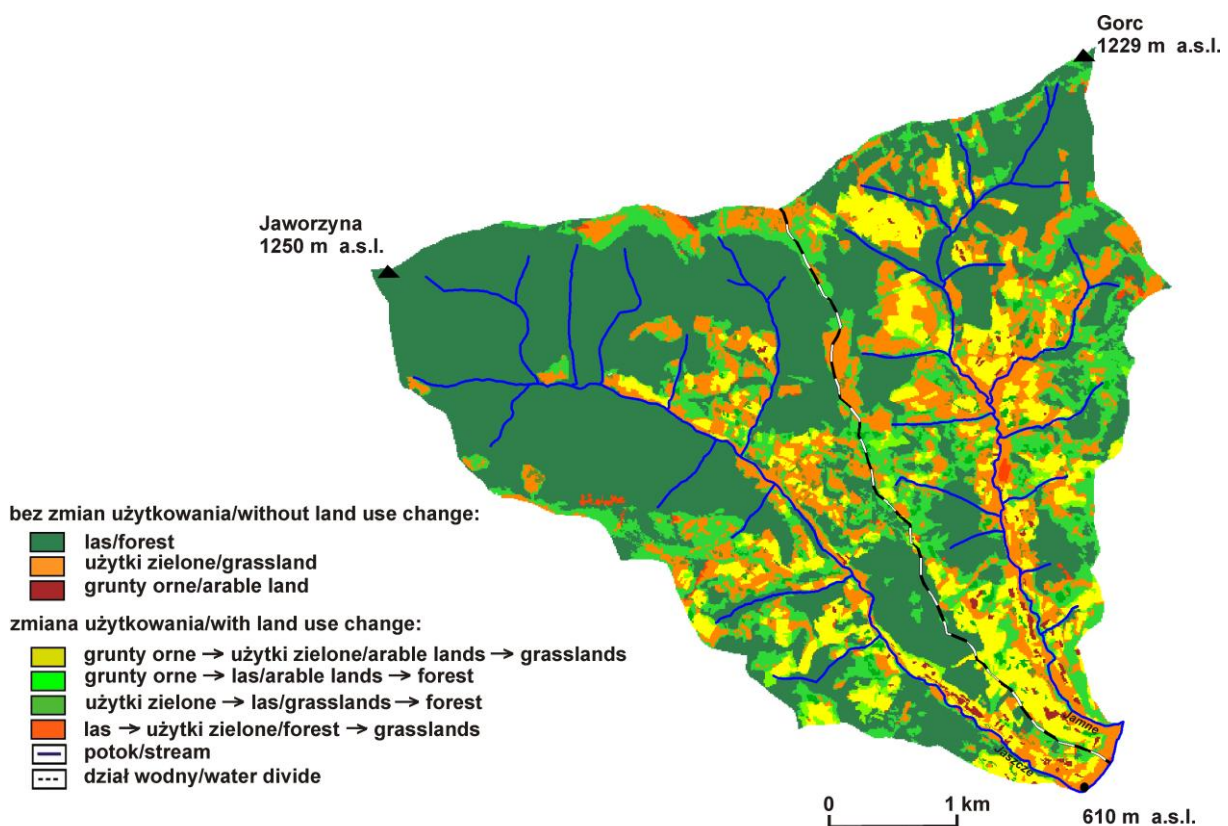 Gorc
1229 m a.s.l.
Jaworzyna
1250 m a.s.l.
bez zmian użytkowania/without land use change:
las/forest
użytki zielone/grassland
grunty orne/arable land
zmiana użytkowania/with land use change:
grunty orne → użytki zielone/arable lands → grasslands
grunty orne → las/arable lands → forest
użytki zielone → las/grasslands → forest
las → użytki zielone/forest → grasslands
potok/stream
dział wodny/water divide
Jamne
Jaszcze
0 1 km
610 m a.s.l.